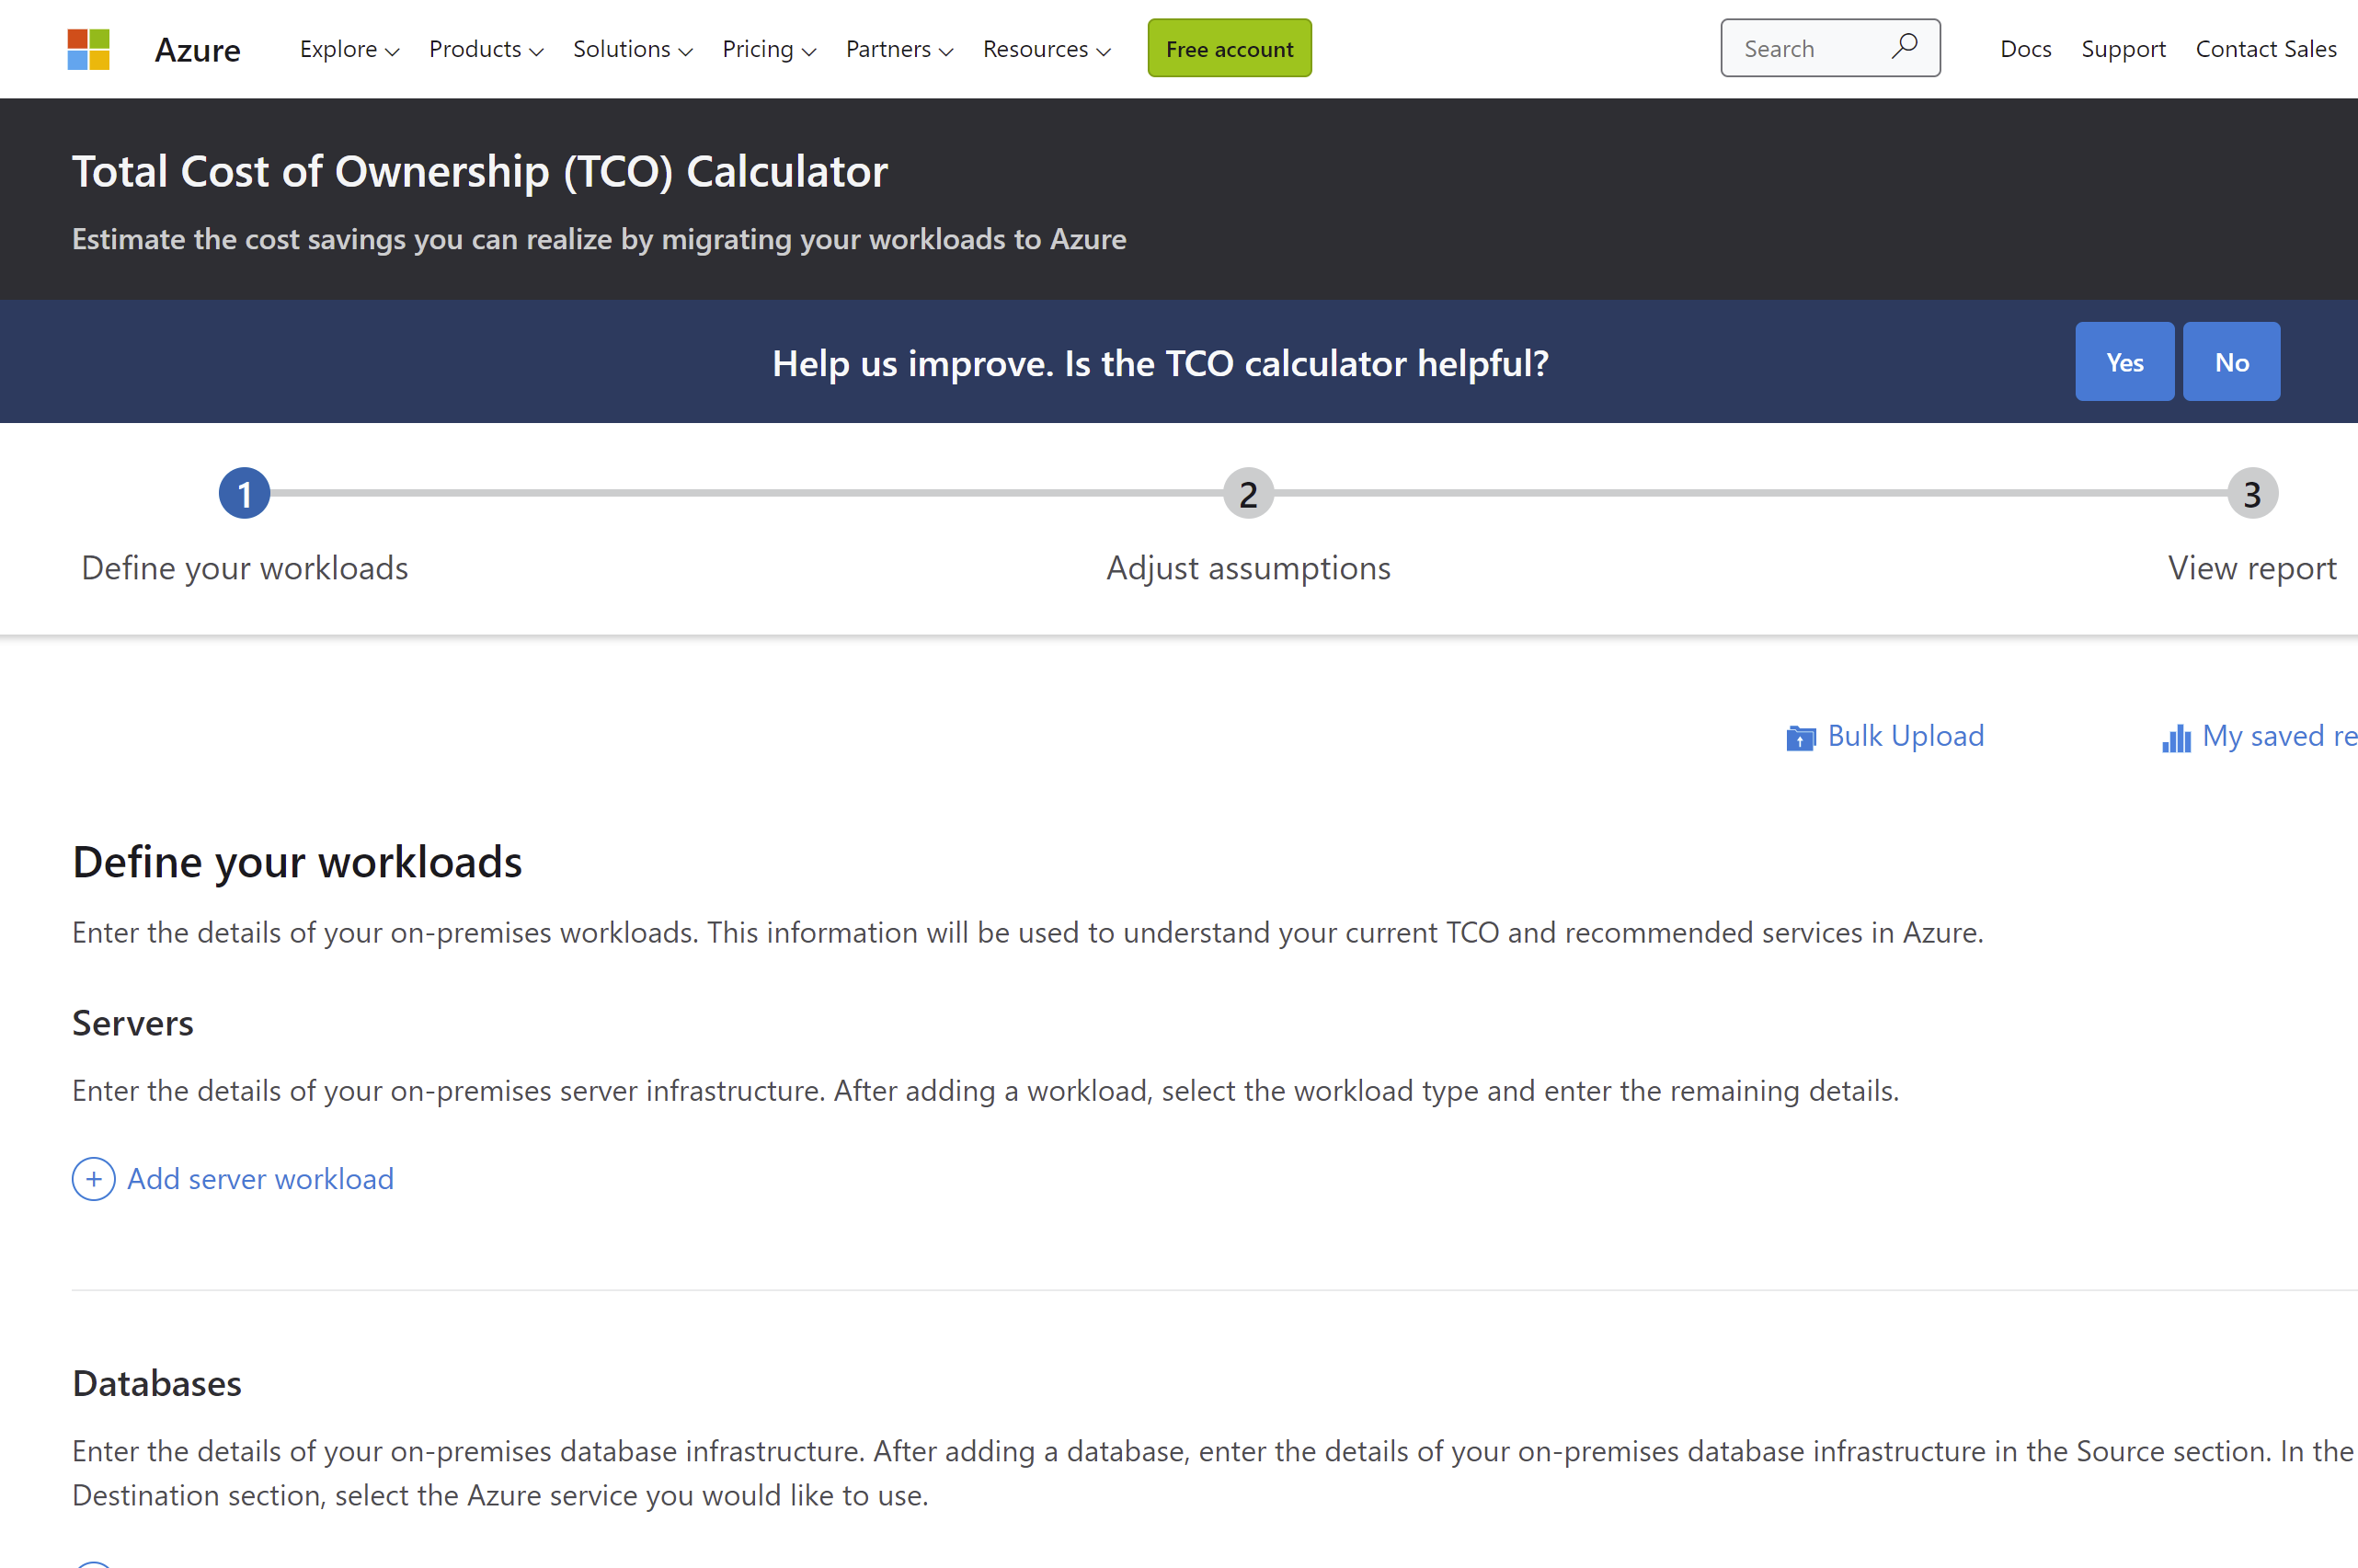 Azure Explore Products Solutions Pricing Partners Resources Free account Search Docs Support Contact Sales
Total Cost of Ownership (TCO) Calculator
Estimate the cost savings you can realize by migrating your workloads to Azure
Help us improve. Is the TCO calculator helpful? Yes No
1 2 3
Define your workloads Adjust assumptions View report
Bulk Upload My saved re
Define your workloads
Enter the details of your on-premises workloads. This information will be used to understand your current TCO and recommended services in Azure.
Servers
Enter the details of your on-premises server infrastructure. After adding a workload, select the workload type and enter the remaining details.
Add server workload
Databases
Enter the details of your on-premises database infrastructure. After adding a database, enter the details of your on-premises database infrastructure in the Source section. In the
Destination section, select the Azure service you would like to use.